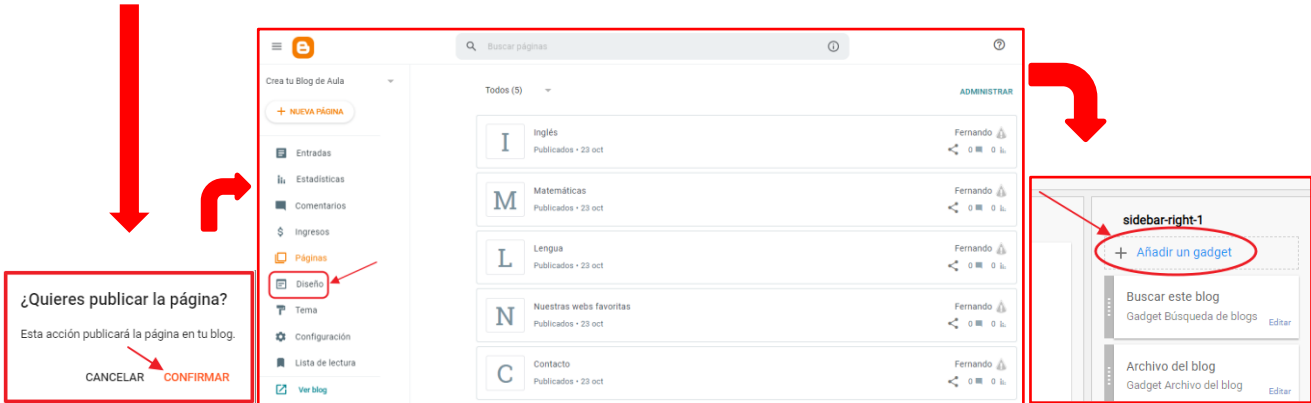 ¿Quieres publicar la página?
Esta acción publicará la página en tu blog.
CANCELAR CONFIRMAR
Buscar páginas
Crea tu Blog de Aula
+ NUEVA PÁGINA
Entradas
Estadísticas
Comentarios
$ Ingresos
Páginas
Diseño
Tema
Configuración
Lista de lectura
Ver blog
Todos (5)
ADMINISTRAR
I Inglés Fernando
Publicados • 23 oct 0 0
M Matemáticas Fernando
Publicados • 23 oct 0 0
L Lengua Fernando
Publicados • 23 oct 0 0
N Nuestras webs favoritas Fernando
Publicados • 23 oct 0 0
C Contacto Fernando
Publicados • 23 oct 0 0
sidebar-right-1
+ Añadir un gadget
Buscar este blog
Gadget Búsqueda de blogs Editar
Archivo del blog
Gadget Archivo del blog Editar